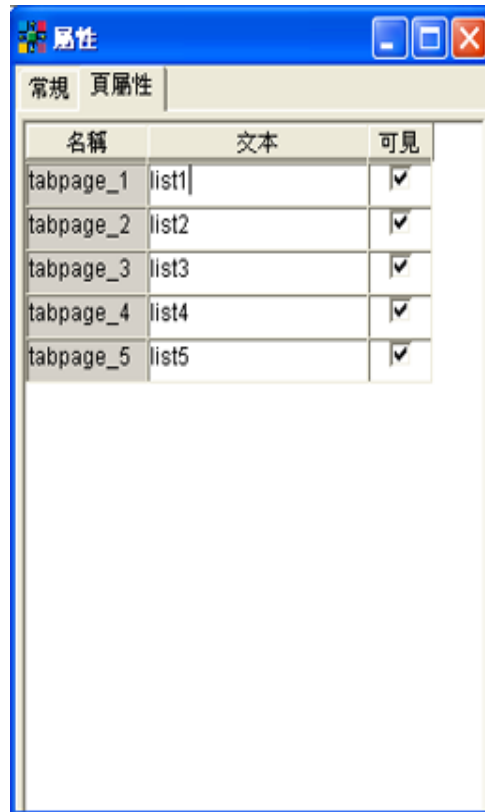 屬性
常規 頁屬性
名稱 文本 可見
tabpage_1 list1
tabpage_2 list2
tabpage_3 list3
tabpage_4 list4
tabpage_5 list5